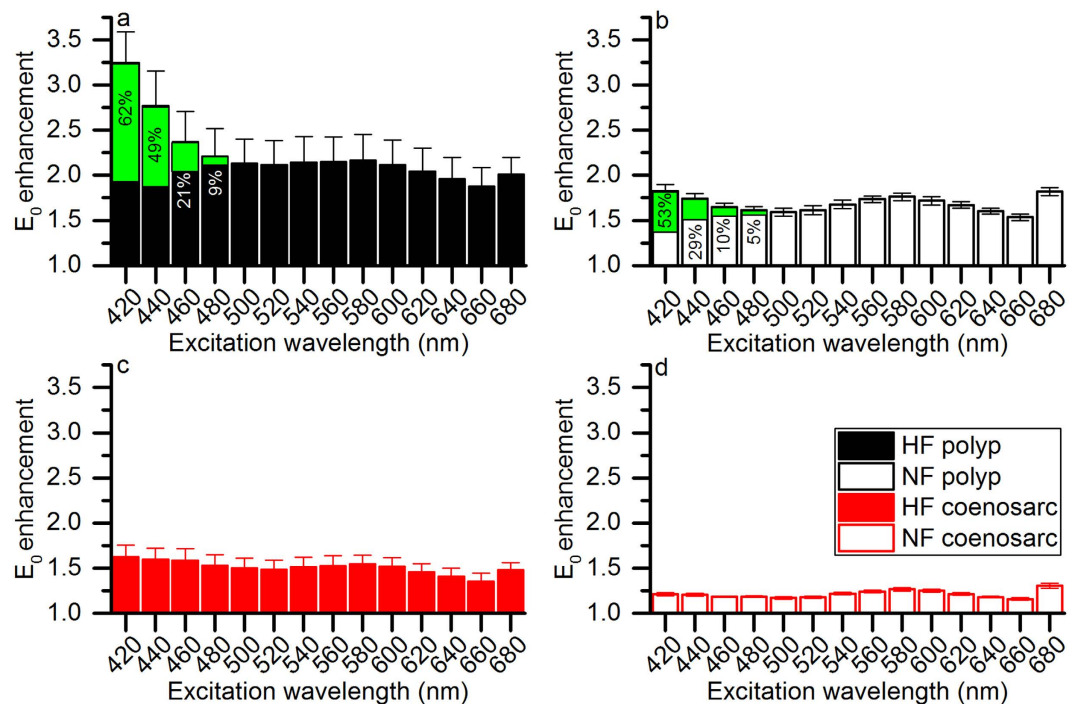 a
3.5
3.0
2.5
2.0
1.5
1.0
E₀ enhancement
62%
49%
21%
9%
420 440 460 480 500 520 540 560 580 600 620 640 660 680
Excitation wavelength (nm)
b
3.5
3.0
2.5
2.0
1.5
1.0
E₀ enhancement
53%
29%
10%
5%
420 440 460 480 500 520 540 560 580 600 620 640 660 680
Excitation wavelength (nm)
c
3.5
3.0
2.5
2.0
1.5
1.0
E₀ enhancement
420 440 460 480 500 520 540 560 580 600 620 640 660 680
Excitation wavelength (nm)
d
3.5
3.0
2.5
2.0
1.5
1.0
E₀ enhancement
HF polyp
NF polyp
HF coenosarc
NF coenosarc
420 440 460 480 500 520 540 560 580 600 620 640 660 680
Excitation wavelength (nm)